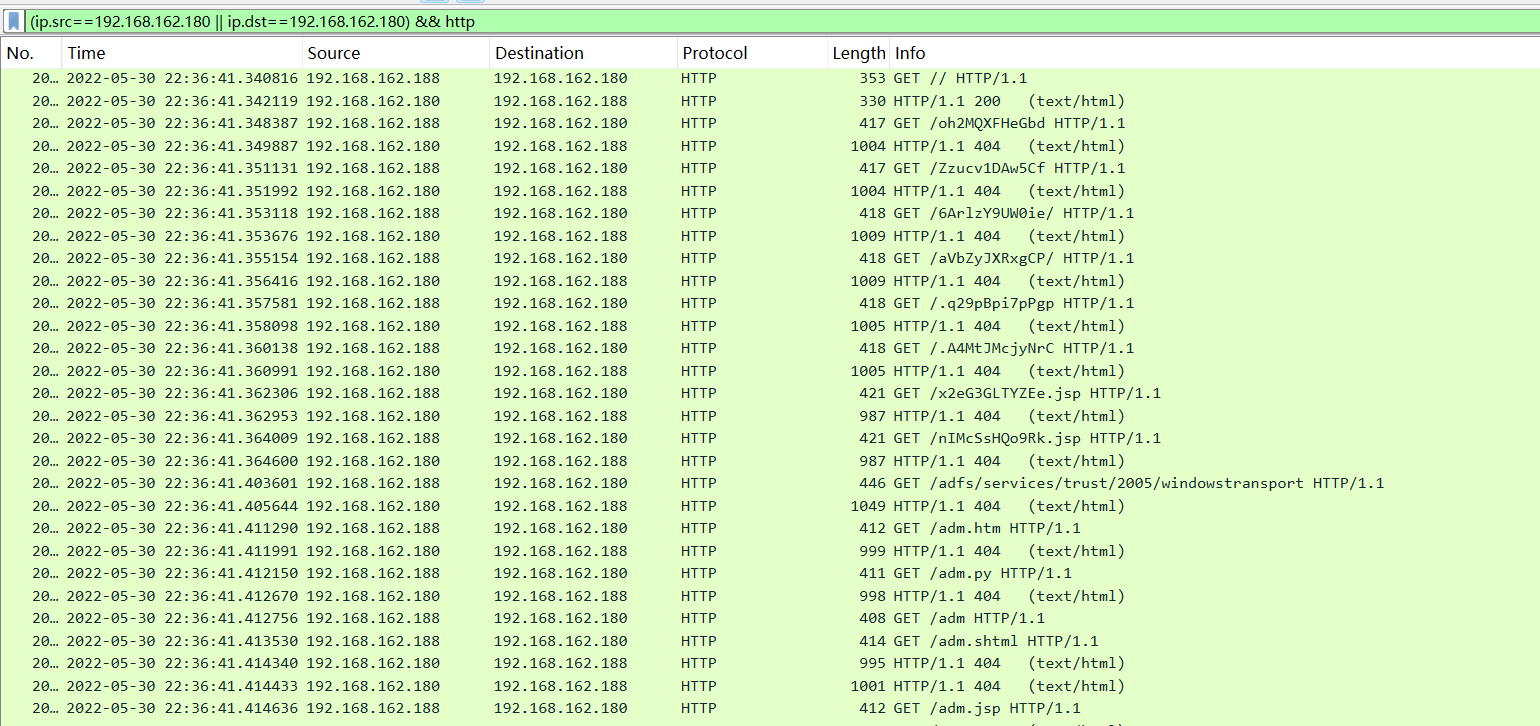 (ip.src==192.168.162.180 || ip.dst==192.168.162.180) && http
No. Time Source Destination Protocol Length Info
20… 2022-05-30 22:36:41.340816 192.168.162.188 192.168.162.180 HTTP 353 GET // HTTP/1.1
20… 2022-05-30 22:36:41.342119 192.168.162.180 192.168.162.188 HTTP 330 HTTP/1.1 200 (text/html)
20… 2022-05-30 22:36:41.348387 192.168.162.188 192.168.162.180 HTTP 417 GET /oh2MQXFHeGbd HTTP/1.1
20… 2022-05-30 22:36:41.349887 192.168.162.180 192.168.162.188 HTTP 1004 HTTP/1.1 404 (text/html)
20… 2022-05-30 22:36:41.351131 192.168.162.188 192.168.162.180 HTTP 417 GET /Zzucv1DAw5Cf HTTP/1.1
20… 2022-05-30 22:36:41.351992 192.168.162.180 192.168.162.188 HTTP 1004 HTTP/1.1 404 (text/html)
20… 2022-05-30 22:36:41.353118 192.168.162.188 192.168.162.180 HTTP 418 GET /6ArlzY9UW0ie/ HTTP/1.1
20… 2022-05-30 22:36:41.353676 192.168.162.180 192.168.162.188 HTTP 1009 HTTP/1.1 404 (text/html)
20… 2022-05-30 22:36:41.355154 192.168.162.188 192.168.162.180 HTTP 418 GET /aVbZyJXRxgCP/ HTTP/1.1
20… 2022-05-30 22:36:41.356416 192.168.162.180 192.168.162.188 HTTP 1009 HTTP/1.1 404 (text/html)
20… 2022-05-30 22:36:41.357581 192.168.162.188 192.168.162.180 HTTP 418 GET /.q29pBpi7pPgp HTTP/1.1
20… 2022-05-30 22:36:41.358098 192.168.162.180 192.168.162.188 HTTP 1005 HTTP/1.1 404 (text/html)
20… 2022-05-30 22:36:41.360138 192.168.162.188 192.168.162.180 HTTP 418 GET /.A4MtJMcjyNrC HTTP/1.1
20… 2022-05-30 22:36:41.360991 192.168.162.180 192.168.162.188 HTTP 1005 HTTP/1.1 404 (text/html)
20… 2022-05-30 22:36:41.362306 192.168.162.188 192.168.162.180 HTTP 421 GET /x2eG3GLTYZEe.jsp HTTP/1.1
20… 2022-05-30 22:36:41.362953 192.168.162.180 192.168.162.188 HTTP 987 HTTP/1.1 404 (text/html)
20… 2022-05-30 22:36:41.364009 192.168.162.188 192.168.162.180 HTTP 421 GET /nIMcSsHQo9Rk.jsp HTTP/1.1
20… 2022-05-30 22:36:41.364600 192.168.162.180 192.168.162.188 HTTP 987 HTTP/1.1 404 (text/html)
20… 2022-05-30 22:36:41.403601 192.168.162.188 192.168.162.180 HTTP 446 GET /adfs/services/trust/2005/windowstransport HTTP/1.1
20… 2022-05-30 22:36:41.405644 192.168.162.180 192.168.162.188 HTTP 1049 HTTP/1.1 404 (text/html)
20… 2022-05-30 22:36:41.411290 192.168.162.188 192.168.162.180 HTTP 412 GET /adm.htm HTTP/1.1
20… 2022-05-30 22:36:41.411991 192.168.162.180 192.168.162.188 HTTP 999 HTTP/1.1 404 (text/html)
20… 2022-05-30 22:36:41.412150 192.168.162.188 192.168.162.180 HTTP 411 GET /adm.py HTTP/1.1
20… 2022-05-30 22:36:41.412670 192.168.162.180 192.168.162.188 HTTP 998 HTTP/1.1 404 (text/html)
20… 2022-05-30 22:36:41.412756 192.168.162.188 192.168.162.180 HTTP 408 GET /adm HTTP/1.1
20… 2022-05-30 22:36:41.413530 192.168.162.188 192.168.162.180 HTTP 414 GET /adm.shtml HTTP/1.1
20… 2022-05-30 22:36:41.414340 192.168.162.180 192.168.162.188 HTTP 995 HTTP/1.1 404 (text/html)
20… 2022-05-30 22:36:41.414433 192.168.162.180 192.168.162.188 HTTP 1001 HTTP/1.1 404 (text/html)
20… 2022-05-30 22:36:41.414636 192.168.162.188 192.168.162.180 HTTP 412 GET /adm.jsp HTTP/1.1